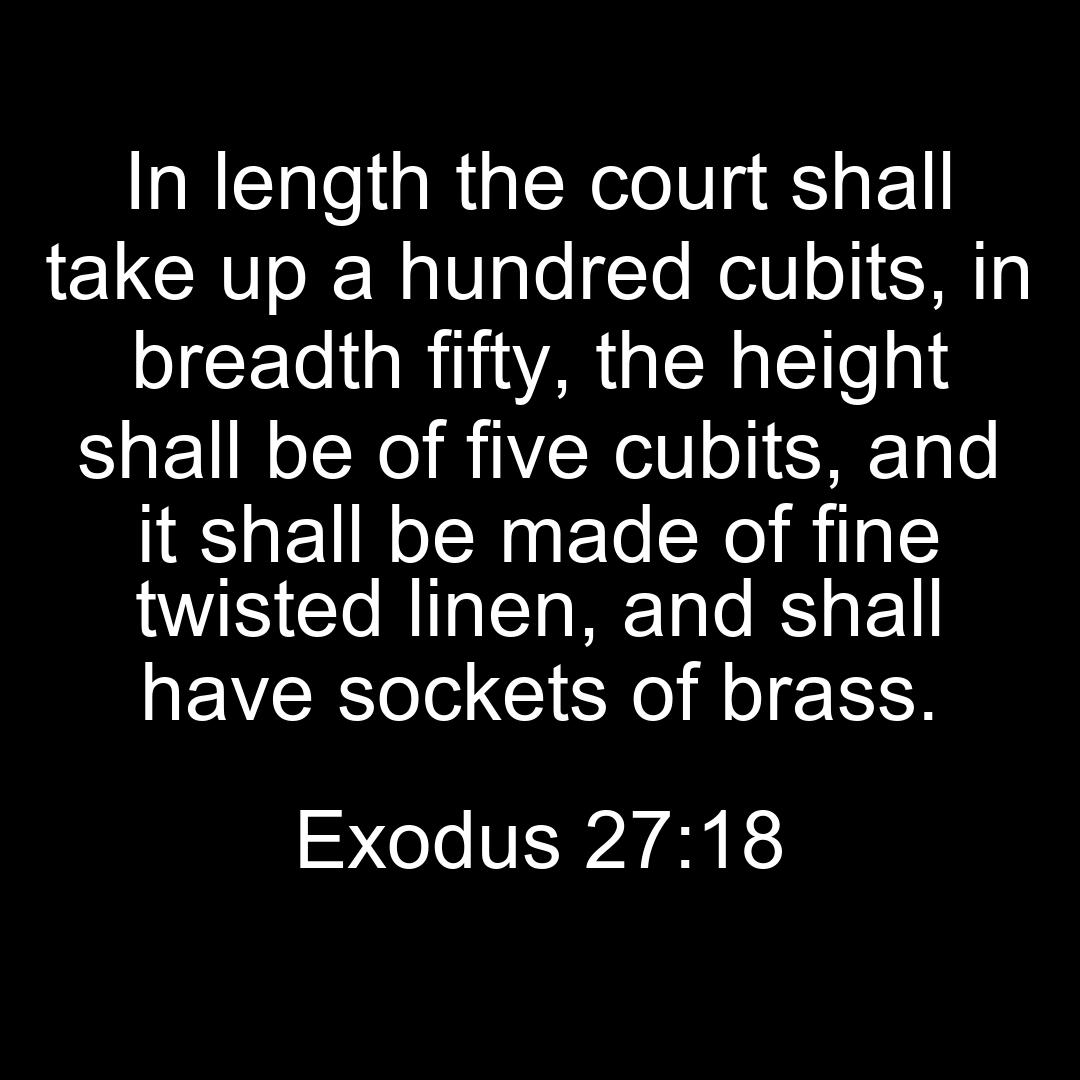 In length the court shall
take up a hundred cubits, in
breadth fifty, the height
shall be of five cubits, and
it shall be made of fine
twisted linen, and shall
have sockets of brass.
Exodus 27:18